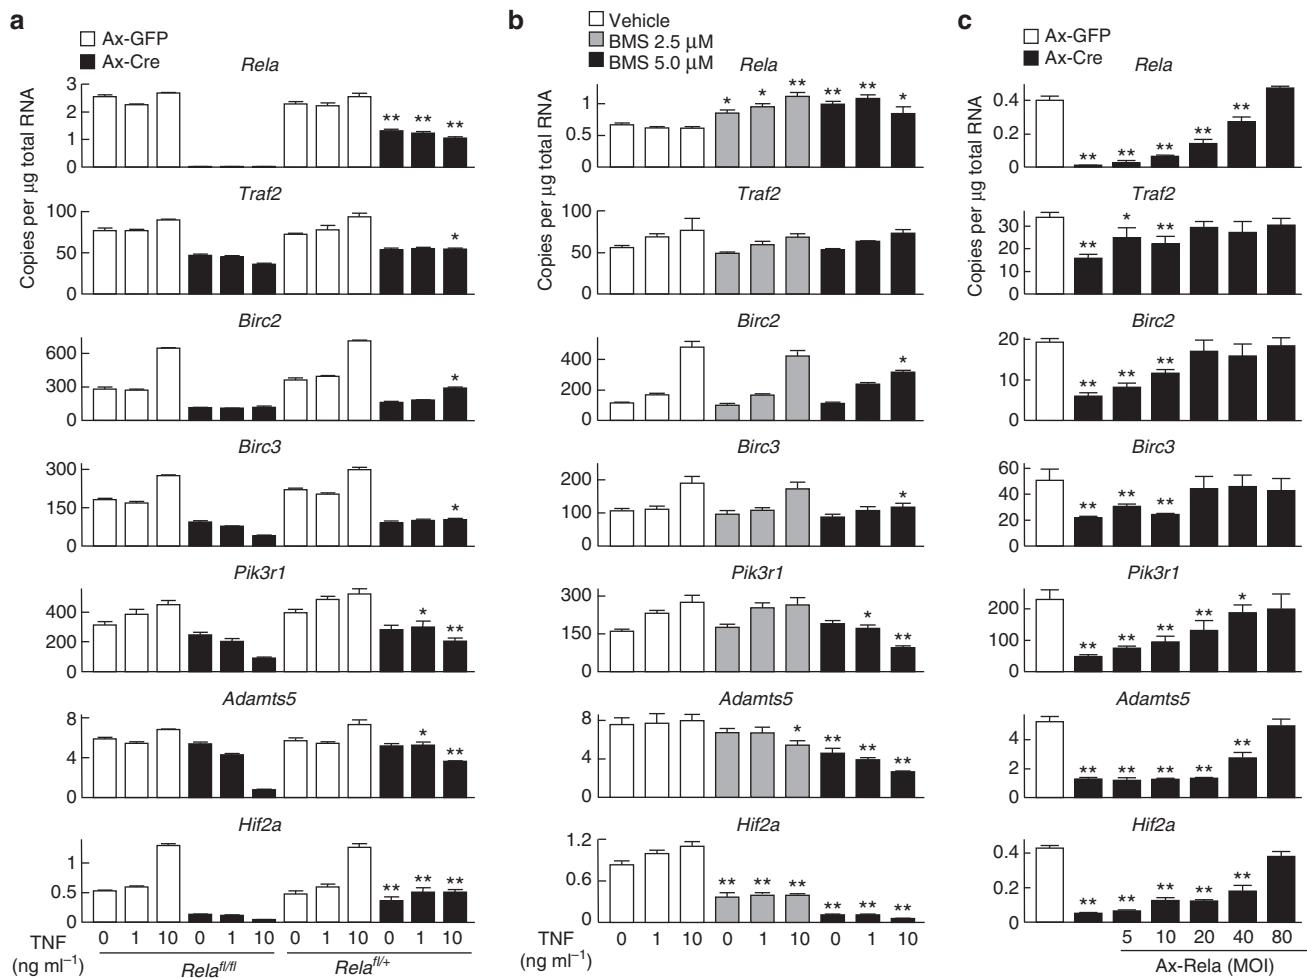 a
Ax-GFP
Ax-Cre
Copies per µg total RNA
Rela
3
2
1
0
**
**
**
Traf2
100
50
0
*
Birc2
600
300
0
*
Birc3
300
150
0
*
Pik3r1
400
200
0
*
**
Adamts5
8
4
0
*
**
Hif2a
1
0.5
0
**
**
**
TNF
(ng ml−1)
0 1 10 0 1 10 0 1 10 0 1 10
Relafl/fl
Relafl/+
b
Vehicle
BMS 2.5 µM
BMS 5.0 µM
Copies per µg total RNA
Rela
1
0.5
0
*
*
**
**
**
*
Traf2
100
50
0
Birc2
400
200
0
*
Birc3
200
100
0
*
Pik3r1
300
150
0
*
**
Adamts5
8
4
0
*
**
**
**
Hif2a
1.2
0.6
0
**
**
**
**
**
**
TNF
(ng ml−1)
0 1 10 0 1 10 0 1 10
c
Ax-GFP
Ax-Cre
Copies per µg total RNA
Rela
0.4
0.2
0
**
**
**
**
**
Traf2
30
20
10
0
**
*
**
Birc2
20
10
0
**
**
**
Birc3
60
40
20
0
**
**
**
Pik3r1
200
100
0
**
**
**
**
*
Adamts5
4
2
0
**
**
**
**
**
Hif2a
0.4
0.2
0
**
**
**
**
**
5 10 20 40 80
Ax-Rela (MOI)